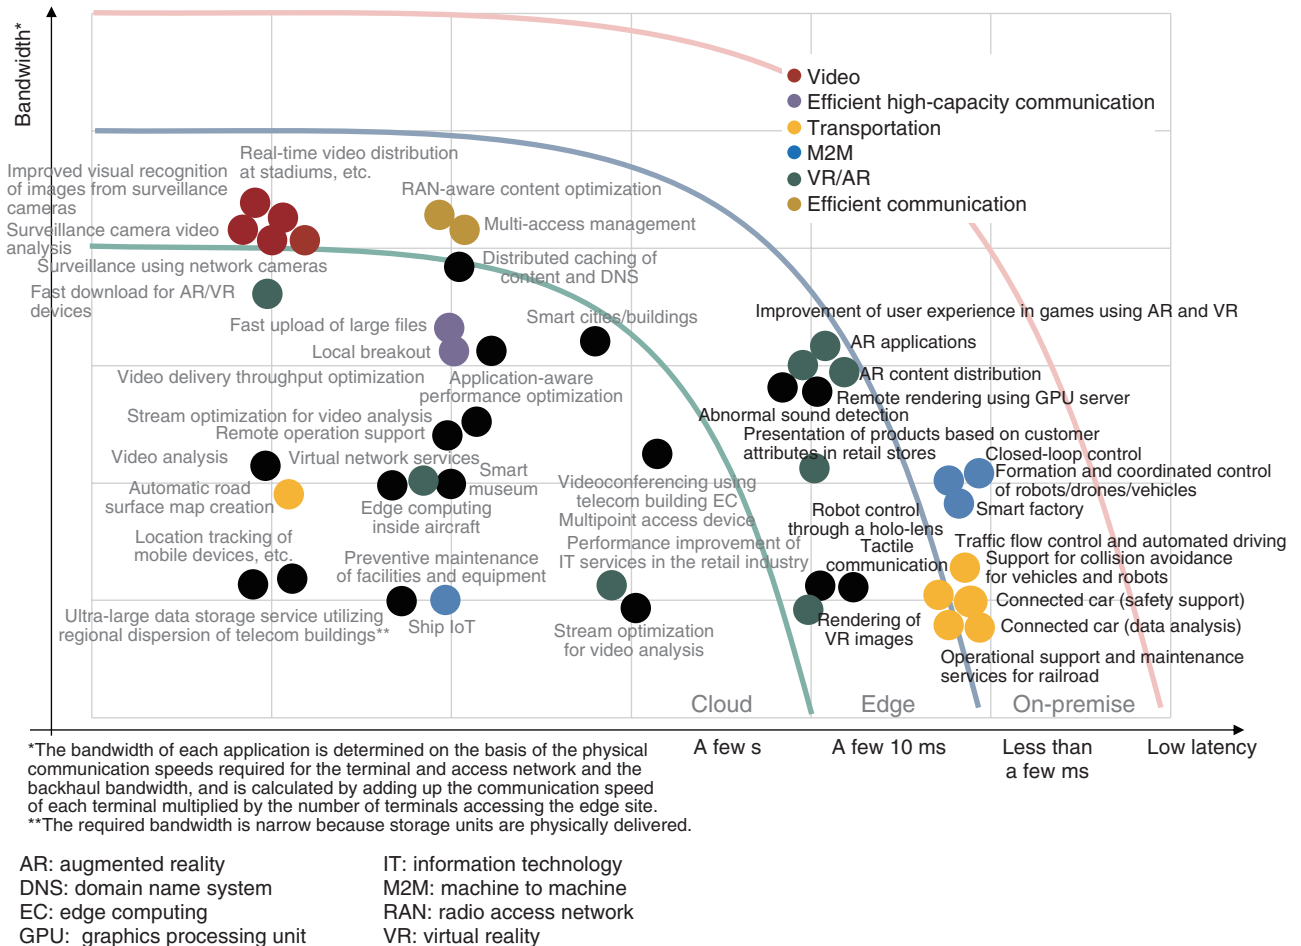 Bandwidth*
Video
Efficient high-capacity communication
Transportation
M2M
VR/AR
Efficient communication
Real-time video distribution
at stadiums, etc.
Improved visual recognition
of images from surveillance
cameras
Surveillance camera video
analysis
Surveillance using network cameras
Fast download for AR/VR
devices
RAN-aware content optimization
Multi-access management
Distributed caching of
content and DNS
Fast upload of large files
Local breakout
Smart cities/buildings
Video delivery throughput optimization
Application-aware
performance optimization
Stream optimization for video analysis
Remote operation support
Video analysis
Virtual network services
Smart
museum
Automatic road
surface map creation
Edge computing
inside aircraft
Location tracking of
mobile devices, etc.
Preventive maintenance
of facilities and equipment
Ultra-large data storage service utilizing
regional dispersion of telecom buildings**
Ship IoT
Videoconferencing using
telecom building EC
Multipoint access device
Performance improvement of
IT services in the retail industry
Stream optimization
for video analysis
Improvement of user experience in games using AR and VR
AR applications
AR content distribution
Remote rendering using GPU server
Abnormal sound detection
Presentation of products based on customer
attributes in retail stores
Closed-loop control
Formation and coordinated control
of robots/drones/vehicles
Smart factory
Robot control
through a holo-lens
Tactile
communication
Traffic flow control and automated driving
Support for collision avoidance
for vehicles and robots
Connected car (safety support)
Connected car (data analysis)
Rendering of
VR images
Operational support and maintenance
services for railroad
Cloud
Edge
On-premise
A few s
A few 10 ms
Less than
a few ms
Low latency
*The bandwidth of each application is determined on the basis of the physical
communication speeds required for the terminal and access network and the
backhaul bandwidth, and is calculated by adding up the communication speed
of each terminal multiplied by the number of terminals accessing the edge site.
**The required bandwidth is narrow because storage units are physically delivered.
AR: augmented reality
DNS: domain name system
EC: edge computing
GPU: graphics processing unit
IT: information technology
M2M: machine to machine
RAN: radio access network
VR: virtual reality